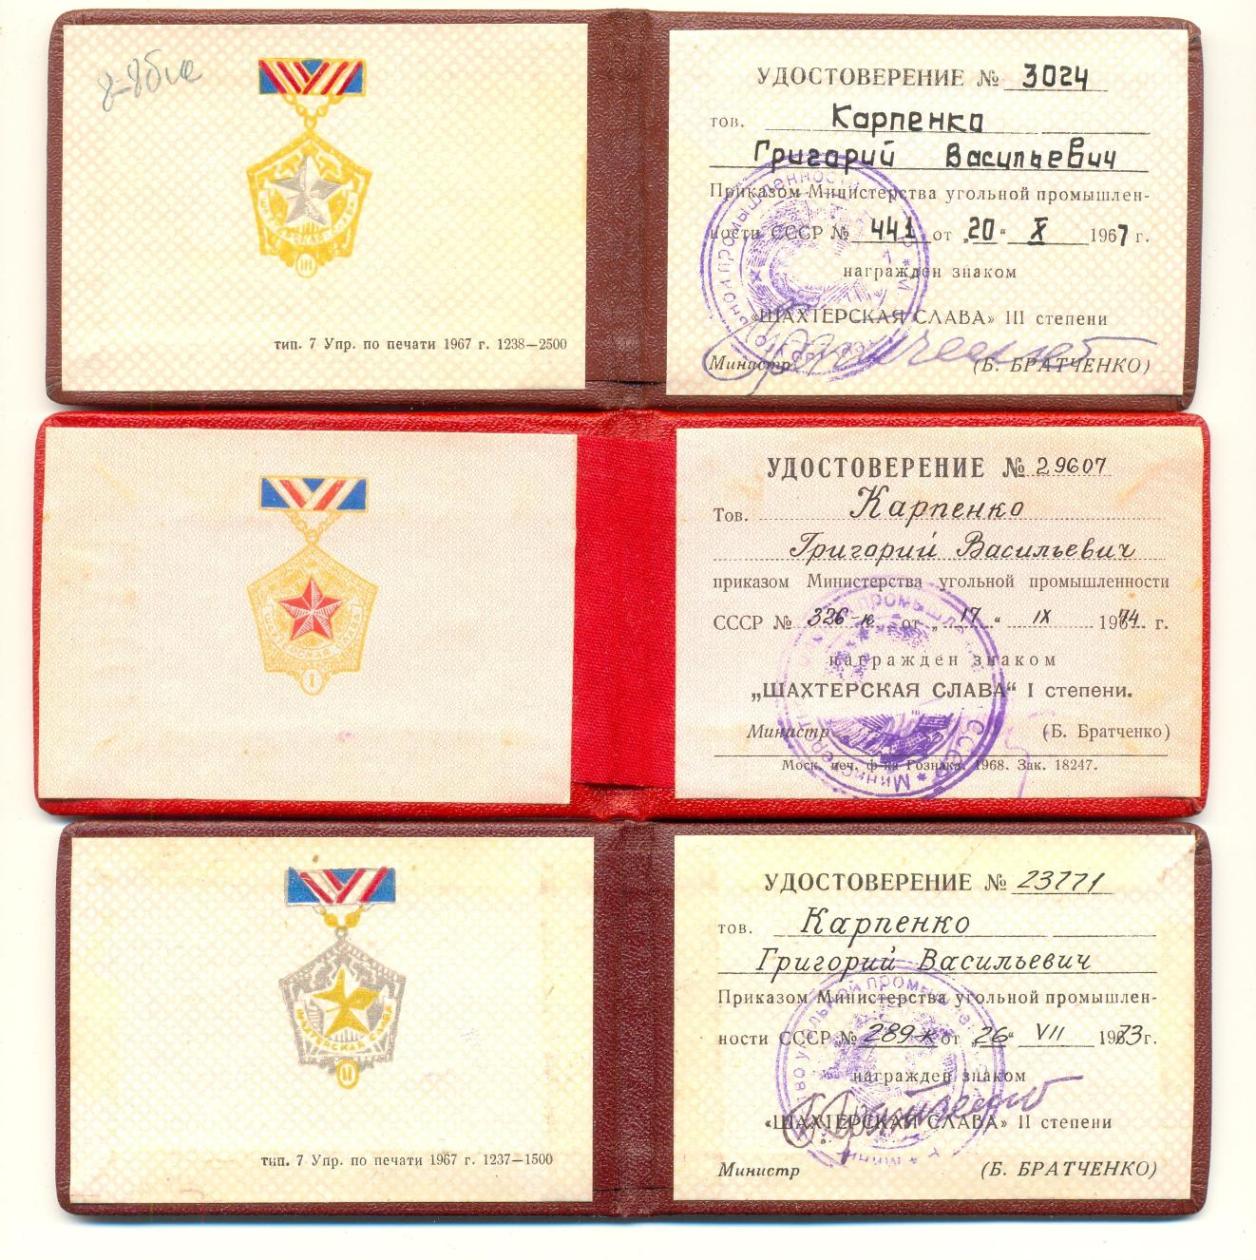 УДОСТОВЕРЕНИЕ № 3024
тов. Карпенко
Григорий Васильевич
Приказом Министерства угольной промышлен-
ности СССР № 441 от „20“ X 1967 г.
награжден знаком
«ШАХТЕРСКАЯ СЛАВА» III степени
Министр (Б. БРАТЧЕНКО)
тип. 7 Упр. по печати 1967 г. 1238—2500
III
УДОСТОВЕРЕНИЕ № 29607
Тов. Карпенко
Григорий Васильевич
приказом Министерства угольной промышленности
СССР № 326-к от „17“ IX 1974 г.
награжден знаком
„ШАХТЕРСКАЯ СЛАВА“ I степени.
Министр (Б. Братченко)
Моск. печ. ф-ка Гознака. 1968. Зак. 18247.
I
УДОСТОВЕРЕНИЕ № 23771
тов. Карпенко
Григорий Васильевич
Приказом Министерства угольной промышлен-
ности СССР № 289-к от „26“ VII 1973г.
награжден знаком
«ШАХТЕРСКАЯ СЛАВА» II степени
Министр (Б. БРАТЧЕНКО)
ШАХТЕРСКАЯ СЛАВА
II
тип. 7 Упр. по печати 1967 г. 1237—1500